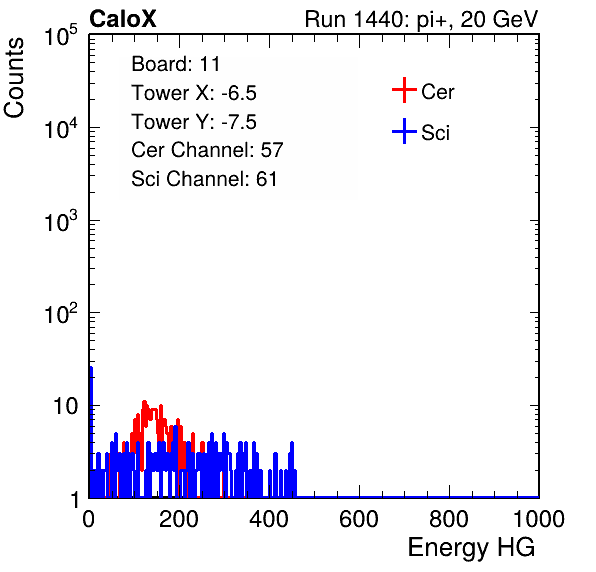 CaloX Run 1440: pi+, 20 GeV
Counts
Board: 11
Tower X: -6.5
Tower Y: -7.5
Cer Channel: 57
Sci Channel: 61
Cer
Sci
10^5
10^4
10^3
10^2
10
1
0 200 400 600 800 1000
Energy HG